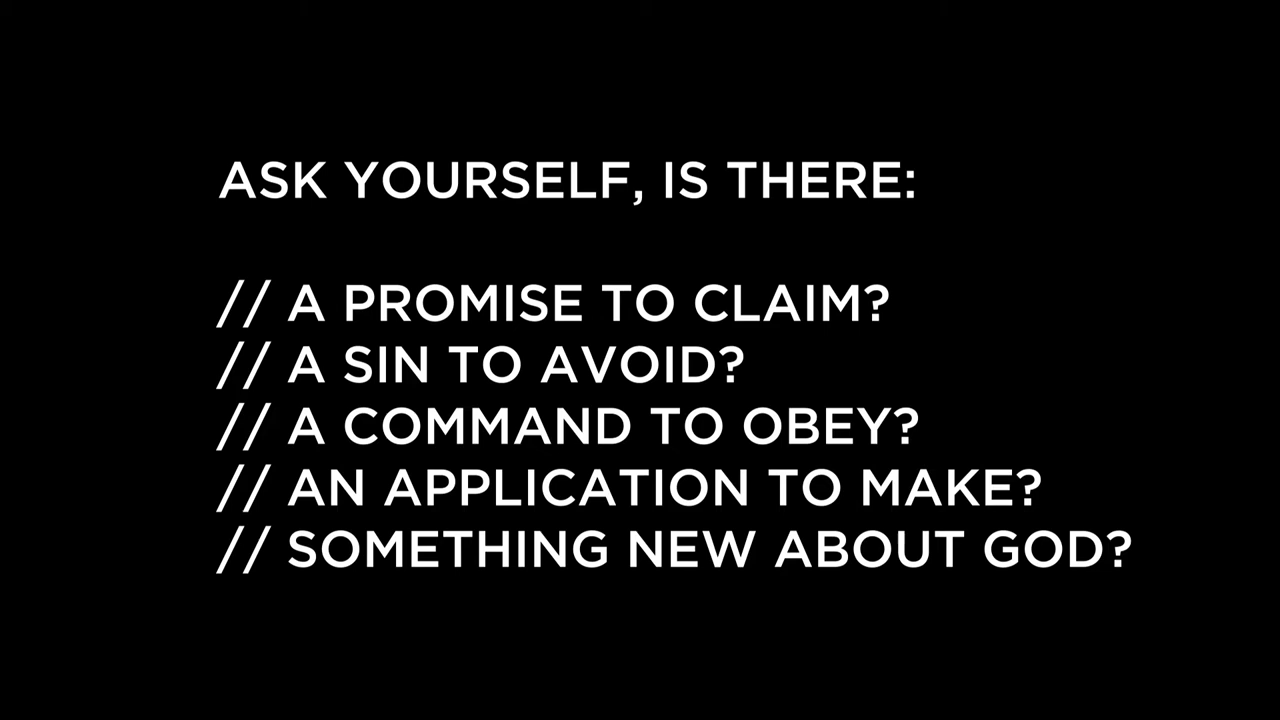 ASK YOURSELF, IS THERE:
// A PROMISE TO CLAIM?
// A SIN TO AVOID?
// A COMMAND TO OBEY?
// AN APPLICATION TO MAKE?
// SOMETHING NEW ABOUT GOD?